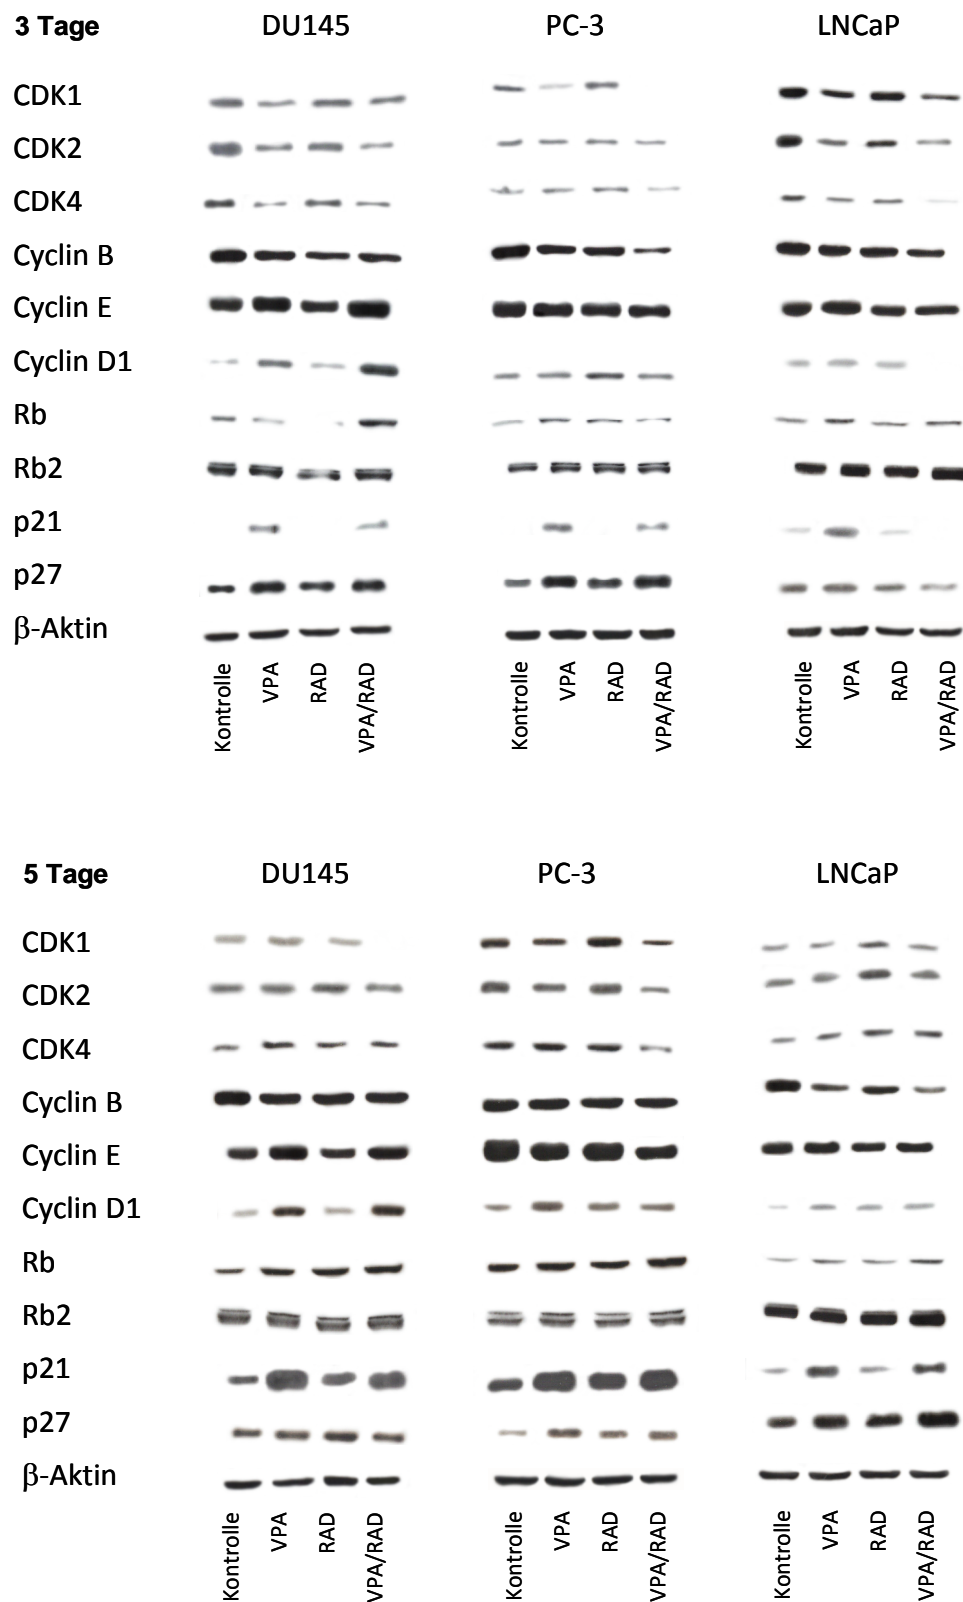 3 Tage DU145 PC-3 LNCaP
CDK1
CDK2
CDK4
Cyclin B
Cyclin E
Cyclin D1
Rb
Rb2
p21
p27
β-Aktin
Kontrolle VPA RAD VPA/RAD Kontrolle VPA RAD VPA/RAD Kontrolle VPA RAD VPA/RAD
5 Tage DU145 PC-3 LNCaP
CDK1
CDK2
CDK4
Cyclin B
Cyclin E
Cyclin D1
Rb
Rb2
p21
p27
β-Aktin
Kontrolle VPA RAD VPA/RAD Kontrolle VPA RAD VPA/RAD Kontrolle VPA RAD VPA/RAD